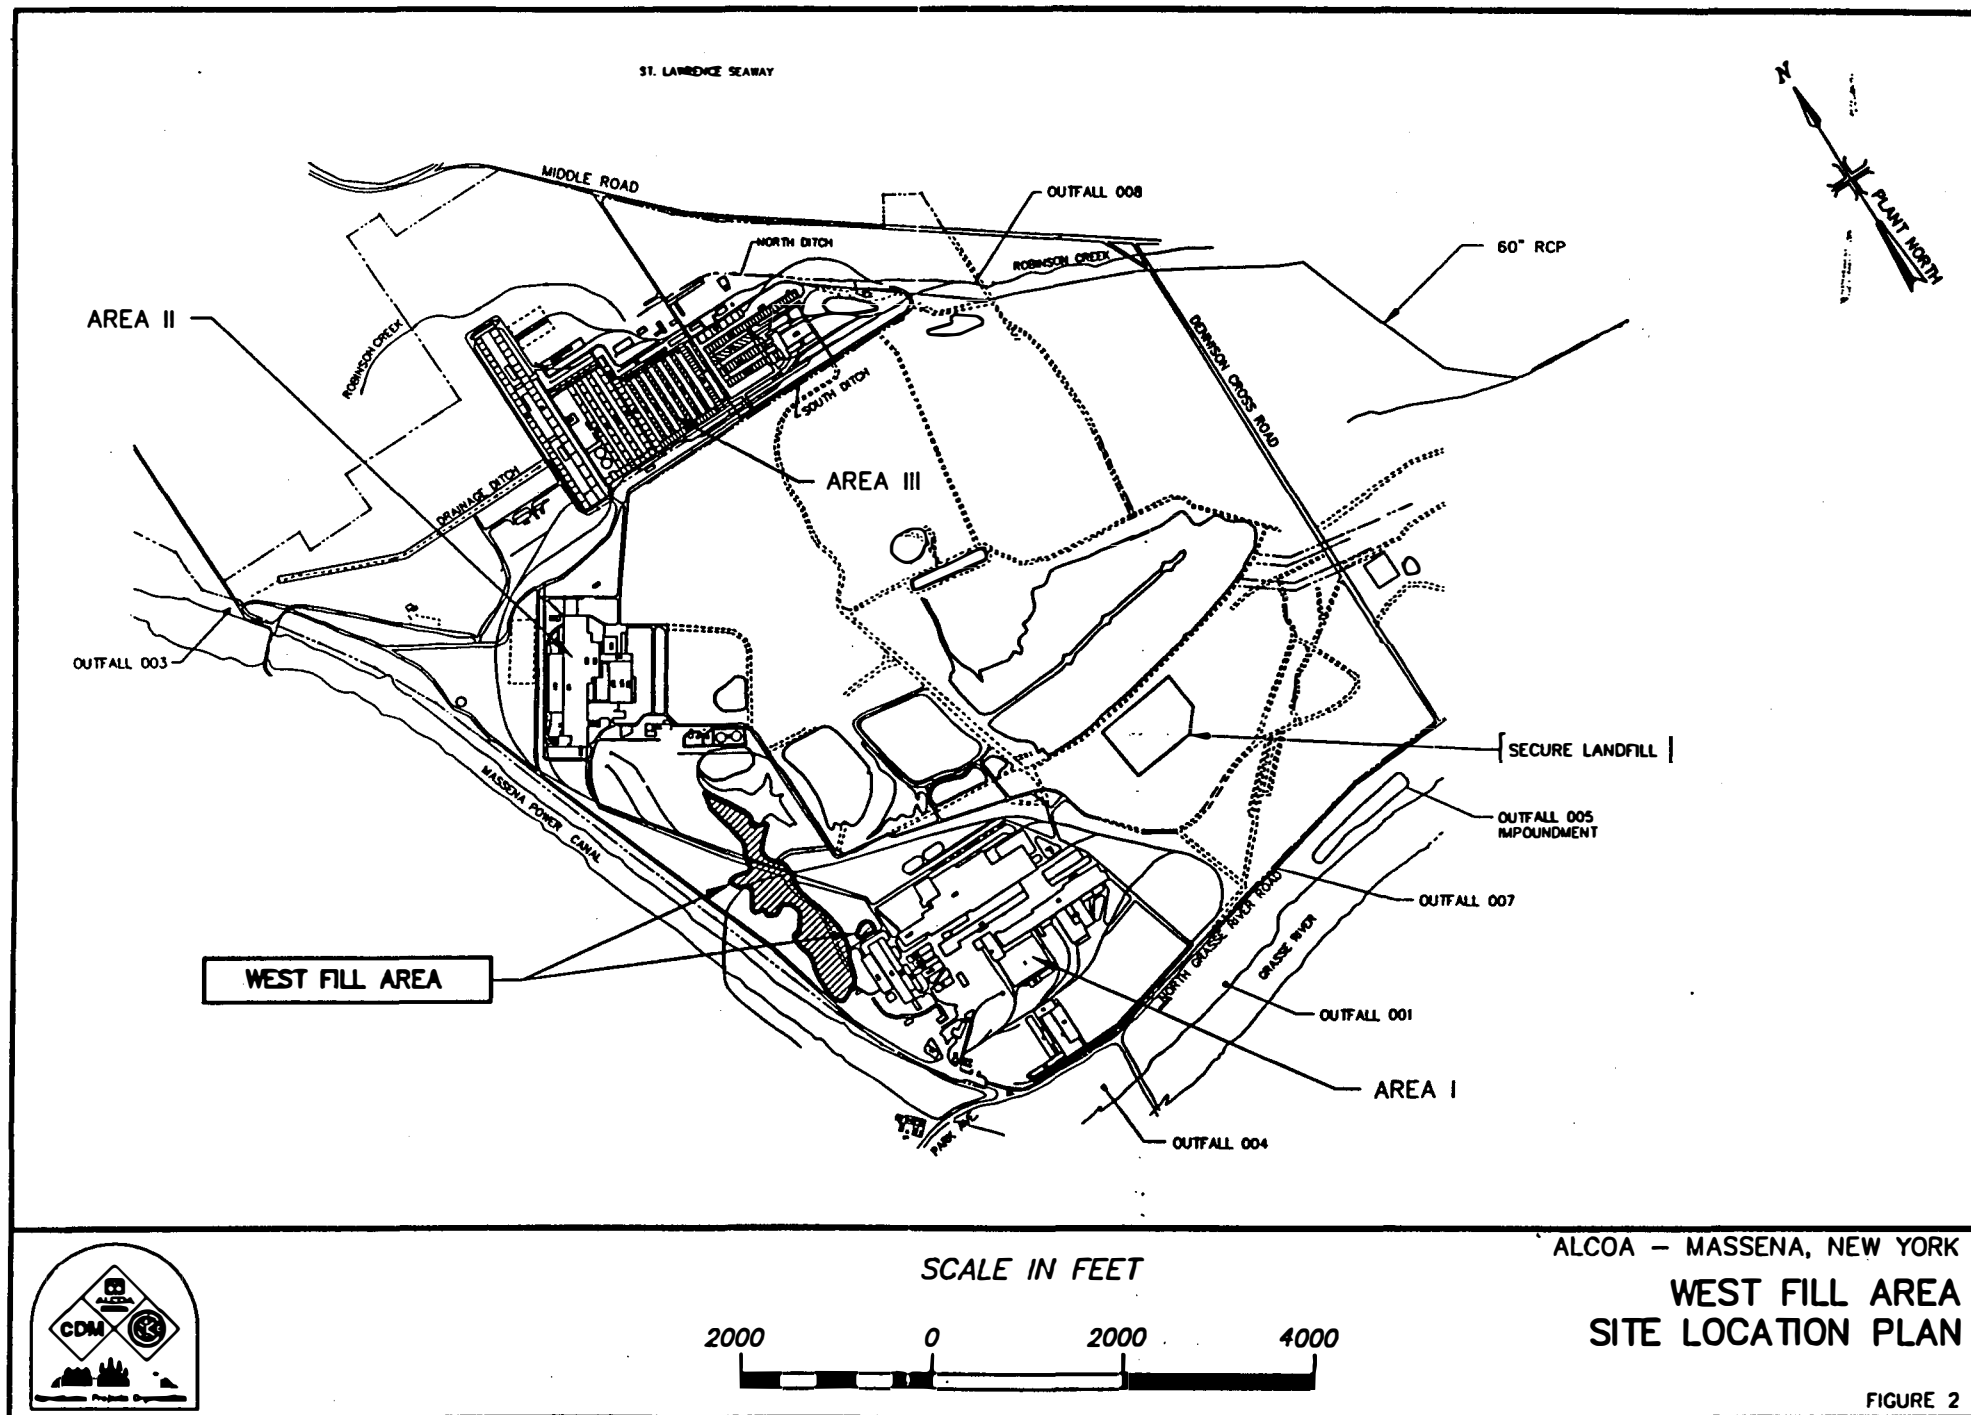 ST. LAWRENCE SEAWAY
N
PLANT NORTH
MIDDLE ROAD
OUTFALL 008
NORTH DITCH
ROBINSON CREEK
60" RCP
AREA II
ROBINSON CREEK
DENNISON CROSS ROAD
SOUTH DITCH
AREA III
DRAINAGE DITCH
OUTFALL 003
MASSENA POWER CANAL
SECURE LANDFILL
OUTFALL 005
IMPOUNDMENT
OUTFALL 007
NORTH GRASSE RIVER ROAD
GRASSE RIVER
WEST FILL AREA
OUTFALL 001
AREA I
OUTFALL 004
PARK AVE.
SCALE IN FEET
2000 0 2000 4000
ALCOA
CDM
ALCOA – MASSENA, NEW YORK
WEST FILL AREA
SITE LOCATION PLAN
FIGURE 2